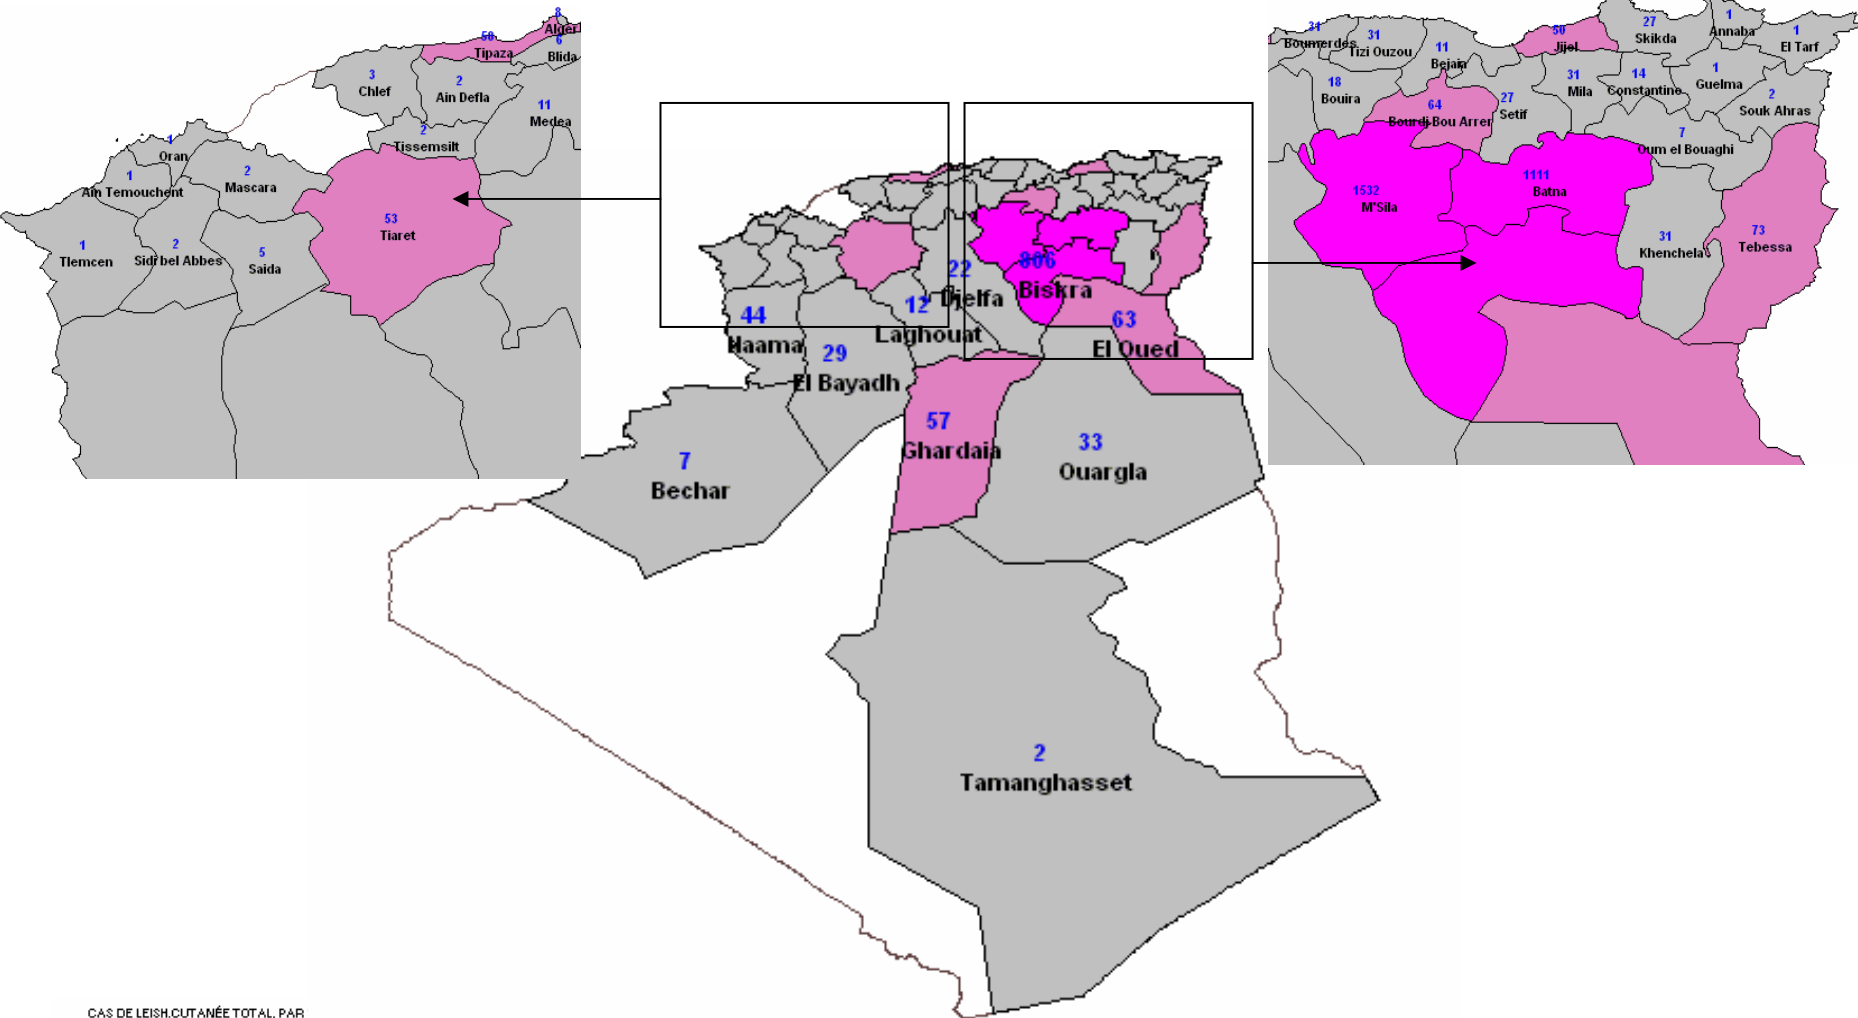 8
Alger
50
Tipaza
6
Blida
3
Chlef
2
Ain Defla
11
Medea
2
Tissemsilt
1
Oran
1
Ain Temouchent
2
Mascara
53
Tiaret
1
Tlemcen
2
Sidi bel Abbes
5
Saida
31
Boumerdes
31
Tizi Ouzou
11
Bejaia
50
Jijel
27
Skikda
1
Annaba
1
El Tarf
18
Bouira
64
Bourdj Bou Arrer
27
Setif
31
Mila
14
Constantine
1
Guelma
2
Souk Ahras
7
Oum el Bouaghi
1532
M'Sila
1111
Batna
31
Khenchela
73
Tebessa
22
Djelfa
806
Biskra
44
Naama
12
Laghouat
63
El Oued
29
El Bayadh
57
Ghardaia
33
Ouargla
7
Bechar
2
Tamanghasset
CAS DE LEISH.CUTANÉE TOTAL, PAR